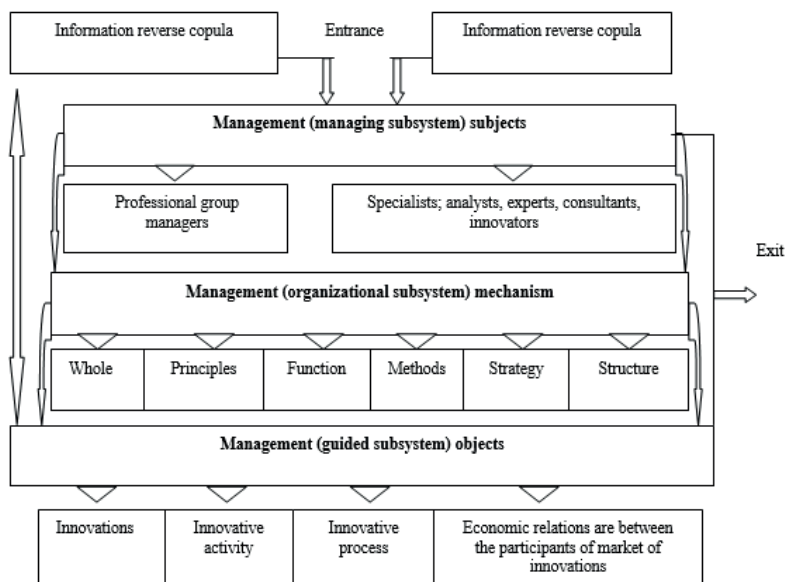 Information reverse copula
Entrance
Information reverse copula
Management (managing subsystem) subjects
Professional group
managers
Specialists; analysts, experts, consultants,
innovators
Exit
Management (organizational subsystem) mechanism
Whole
Principles
Function
Methods
Strategy
Structure
Management (guided subsystem) objects
Innovations
Innovative
activity
Innovative
process
Economic relations are between
the participants of market of
innovations